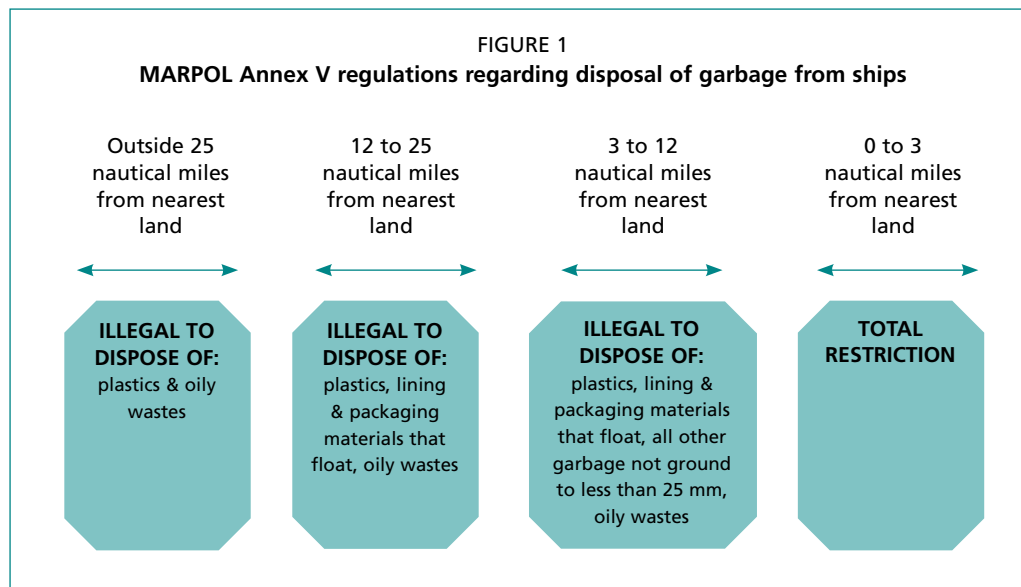 FIGURE 1
MARPOL Annex V regulations regarding disposal of garbage from ships
Outside 25
nautical miles
from nearest
land
12 to 25
nautical miles
from nearest
land
3 to 12
nautical miles
from nearest
land
0 to 3
nautical miles
from nearest
land
ILLEGAL TO
DISPOSE OF:
plastics & oily
wastes
ILLEGAL TO
DISPOSE OF:
plastics, lining
& packaging
materials that
float, oily wastes
ILLEGAL TO
DISPOSE OF:
plastics, lining &
packaging materials
that float, all other
garbage not ground
to less than 25 mm,
oily wastes
TOTAL
RESTRICTION